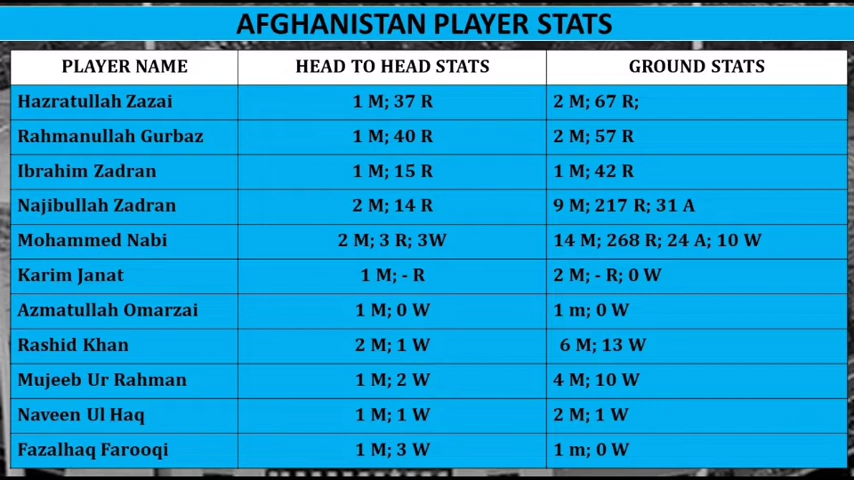 AFGHANISTAN PLAYER STATS
PLAYER NAME HEAD TO HEAD STATS GROUND STATS
Hazratullah Zazai 1 M; 37 R 2 M; 67 R;
Rahmanullah Gurbaz 1 M; 40 R 2 M; 57 R
Ibrahim Zadran 1 M; 15 R 1 M; 42 R
Najibullah Zadran 2 M; 14 R 9 M; 217 R; 31 A
Mohammed Nabi 2 M; 3 R; 3W 14 M; 268 R; 24 A; 10 W
Karim Janat 1 M; - R 2 M; - R; 0 W
Azmatullah Omarzai 1 M; 0 W 1 m; 0 W
Rashid Khan 2 M; 1 W 6 M; 13 W
Mujeeb Ur Rahman 1 M; 2 W 4 M; 10 W
Naveen Ul Haq 1 M; 1 W 2 M; 1 W
Fazalhaq Farooqi 1 M; 3 W 1 m; 0 W